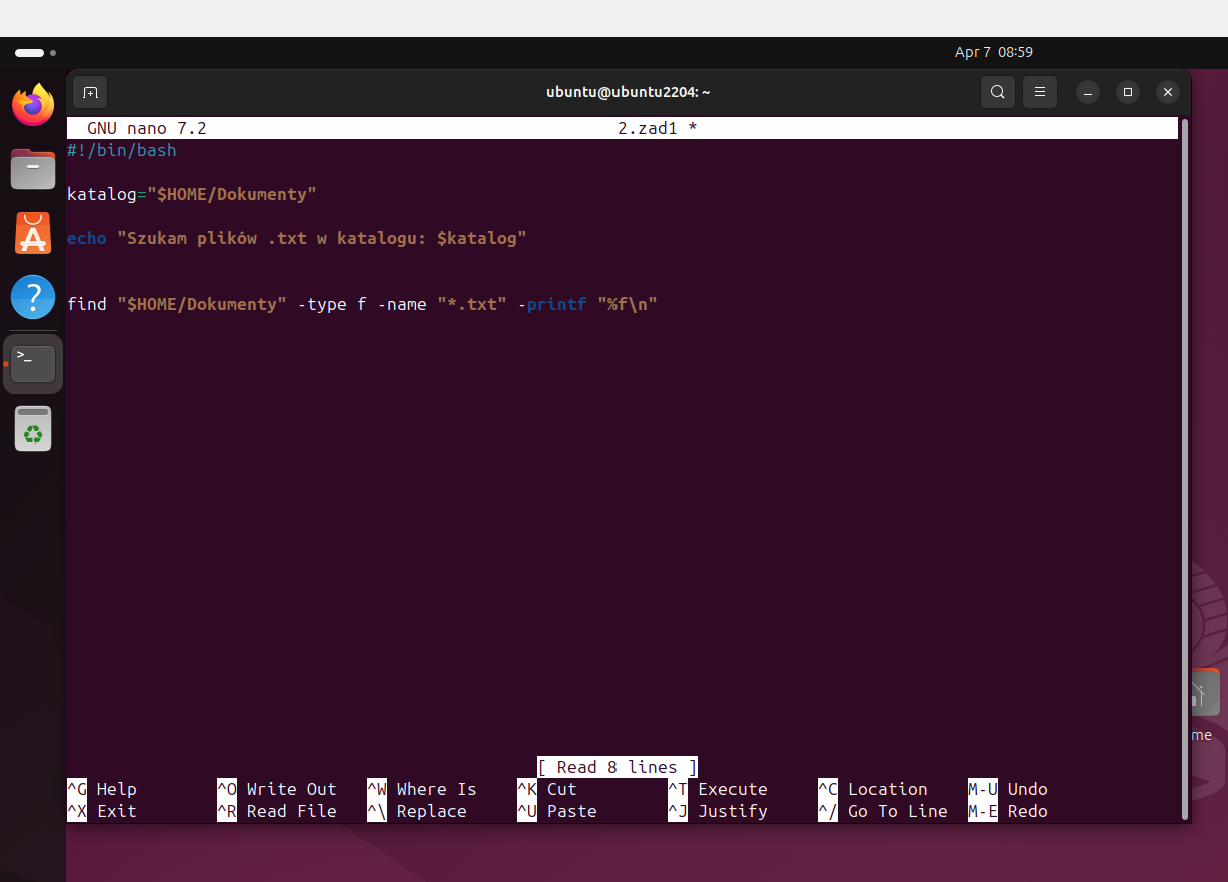 Apr 7 08:59
ubuntu@ubuntu2204: ~
GNU nano 7.2 2.zad1 *
#!/bin/bash
katalog="$HOME/Dokumenty"
echo "Szukam plików .txt w katalogu: $katalog"
find "$HOME/Dokumenty" -type f -name "*.txt" -printf "%f\n"
[ Read 8 lines ]
^G Help ^O Write Out ^W Where Is ^K Cut ^T Execute ^C Location M-U Undo
^X Exit ^R Read File ^\ Replace ^U Paste ^J Justify ^/ Go To Line M-E Redo
>_
?
A
me